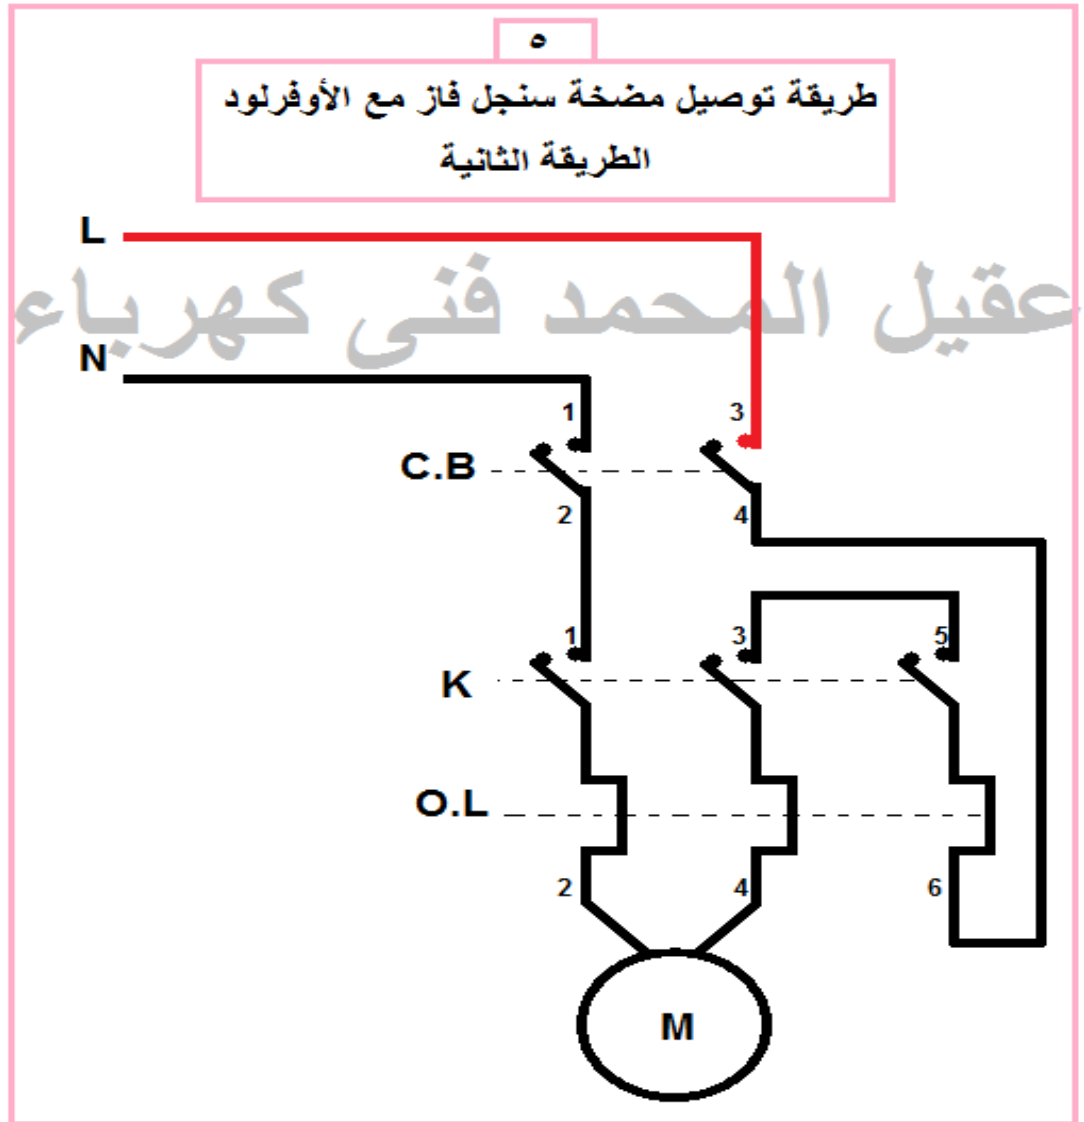 ٥
طريقة توصيل مضخة سنجل فاز مع الأوفرلود
الطريقة الثانية
L
عقيل المحمد فنى كهرباء
N
1 3
C.B
2 4
1 3 5
K
O.L
2 4 6
M